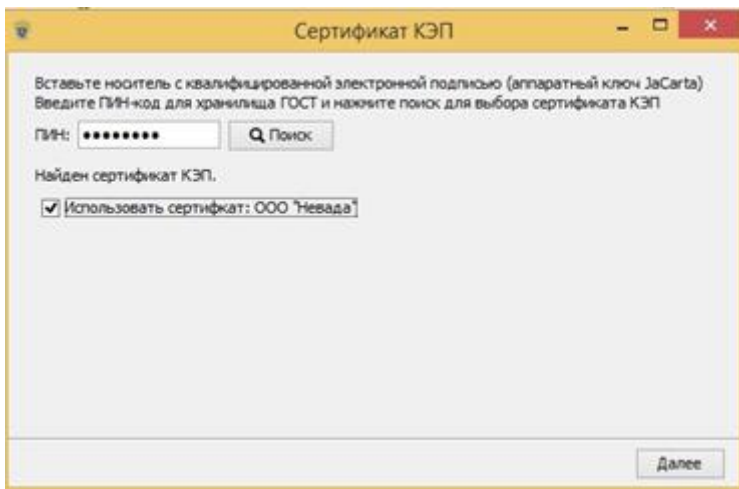 Сертификат КЭП
Вставьте носитель с квалифицированной электронной подписью (аппаратный ключ JaCarta)
Введите ПИН-код для хранилища ГОСТ и нажмите поиск для выбора сертификата КЭП
ПИН: ●●●●●●●● Поиск
Найден сертификат КЭП.
Использовать сертифкат: ООО "Невада"
Далее